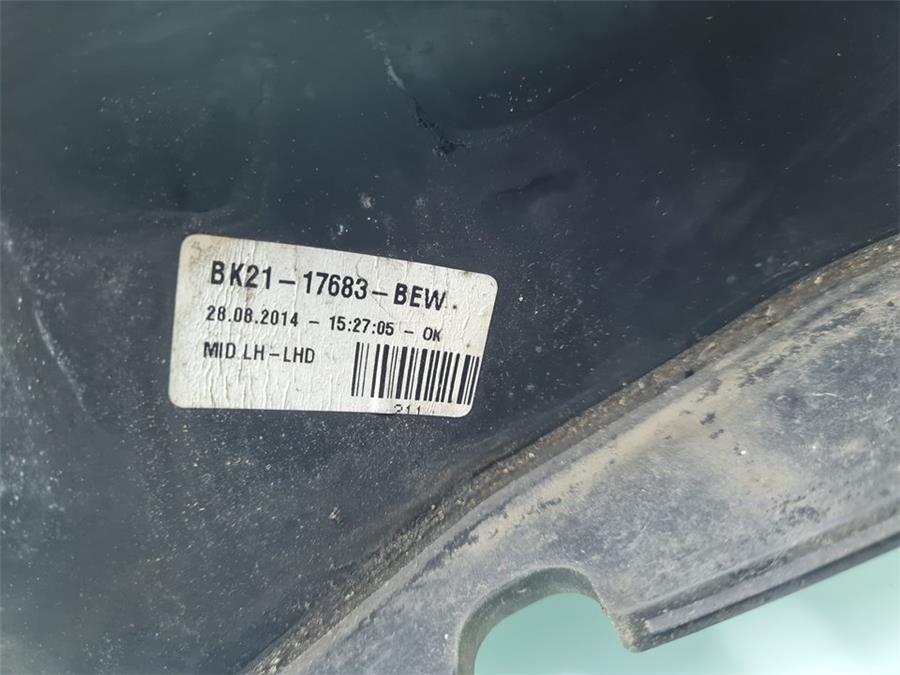 BK21-17683-BEW
28.08.2014 - 15:27:05 - OK
MID LH-LHD